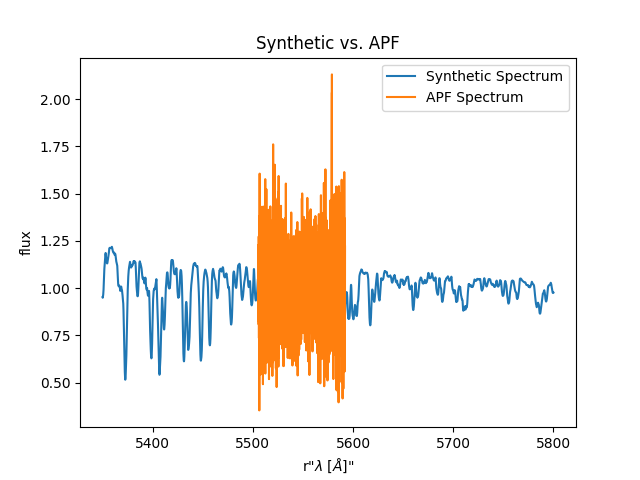 Synthetic vs. APF
Synthetic Spectrum
APF Spectrum
2.00
1.75
1.50
1.25
1.00
0.75
0.50
flux
5400 5500 5600 5700 5800
r"λ [Å]"